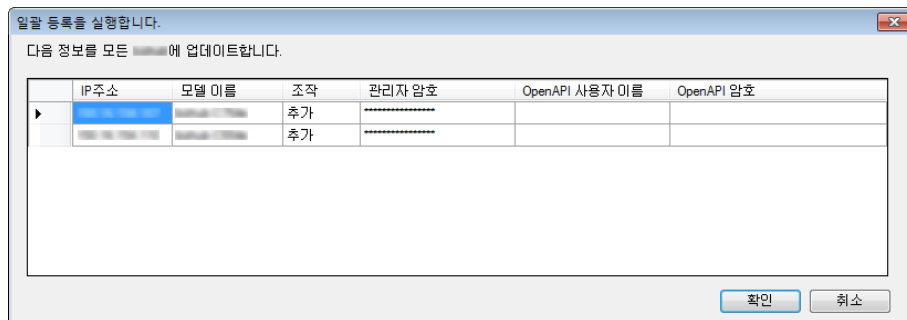 일괄 등록을 실행합니다.
다음 정보를 모든 에 업데이트합니다.
IP주소 모델 이름 조작 관리자 암호 OpenAPI 사용자 이름 OpenAPI 암호
추가 ****************
추가 ****************
확인 취소